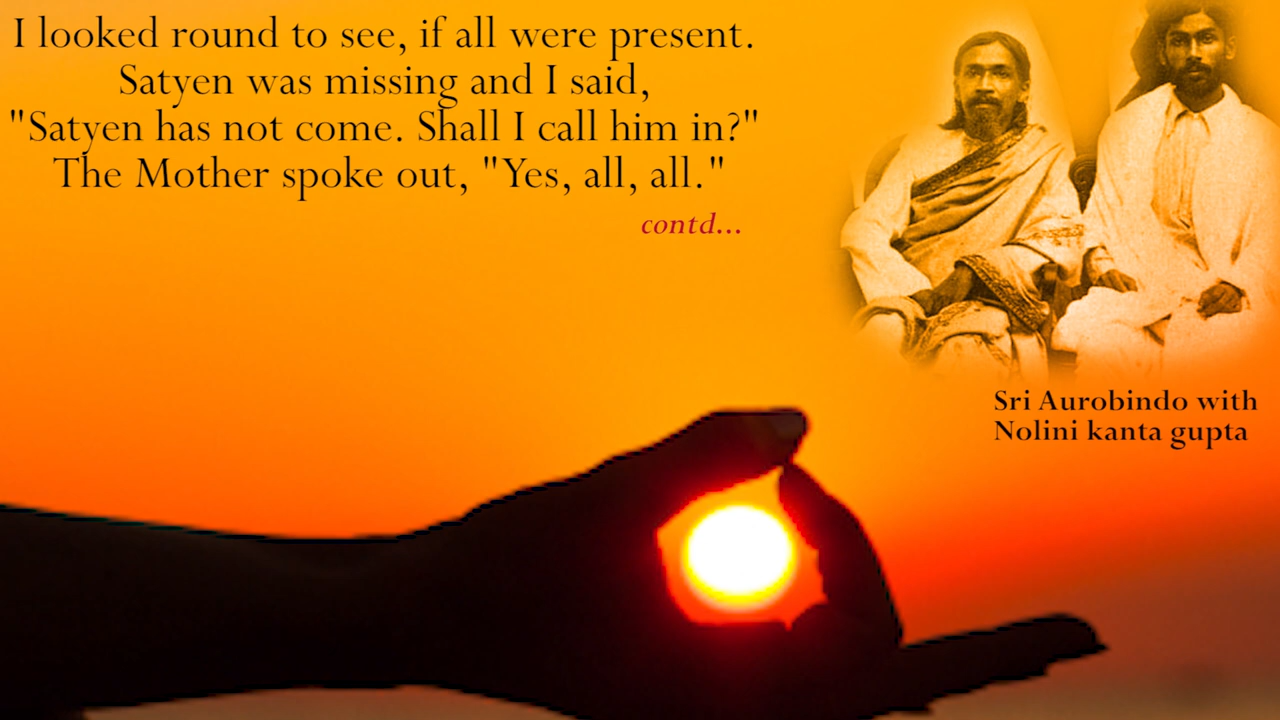 I looked round to see, if all were present.
Satyen was missing and I said,
"Satyen has not come. Shall I call him in?"
The Mother spoke out, "Yes, all, all."
contd...
Sri Aurobindo with
Nolini kanta gupta